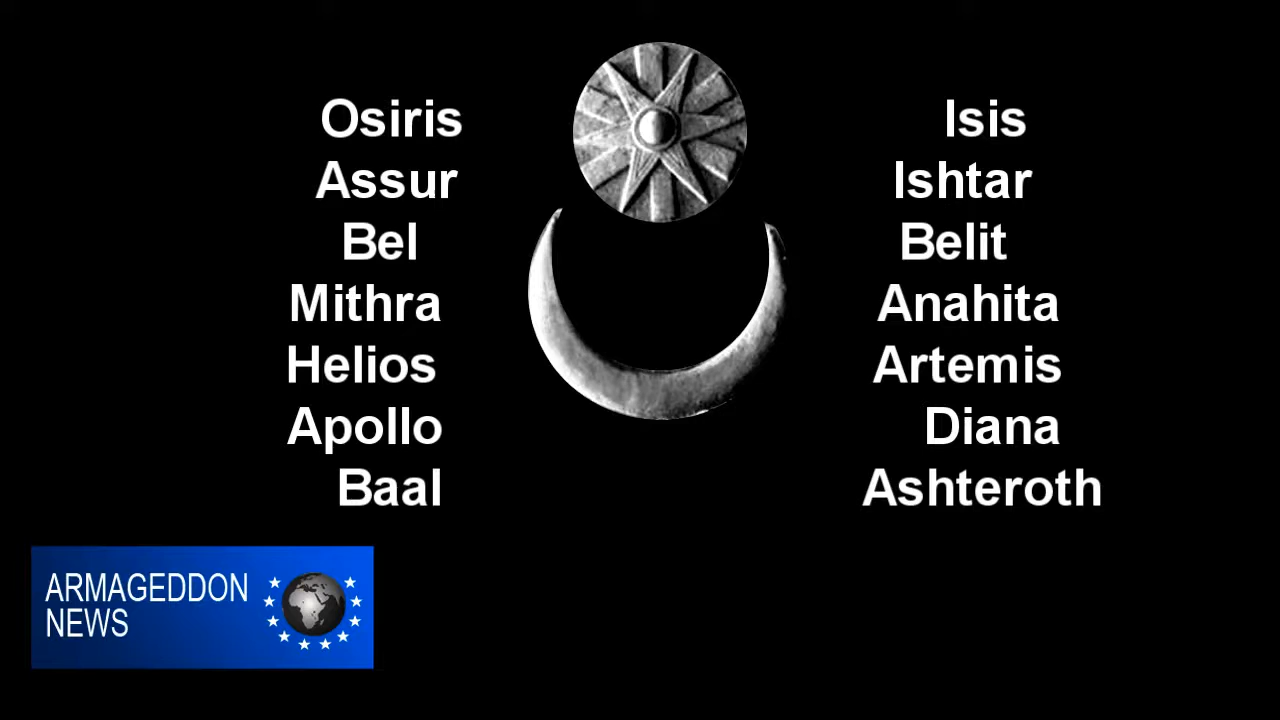 Osiris
Assur
Bel
Mithra
Helios
Apollo
Baal
Isis
Ishtar
Belit
Anahita
Artemis
Diana
Ashteroth
ARMAGEDDON
NEWS